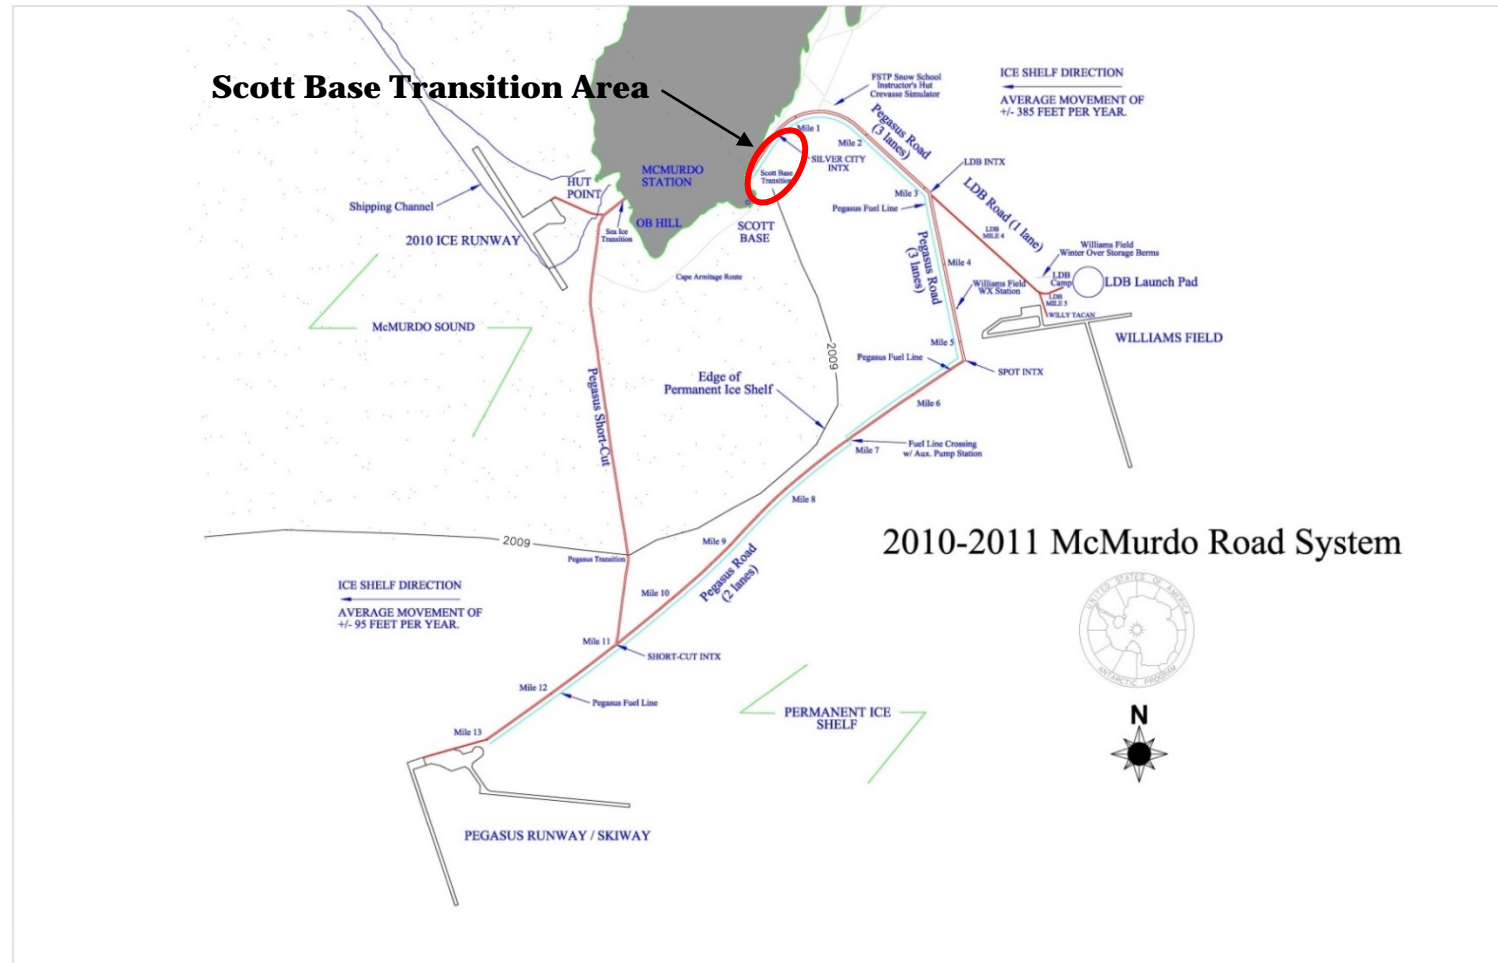 Scott Base Transition Area
FSTP Snow School
Instructor's Hut
Crevasse Simulator
ICE SHELF DIRECTION
AVERAGE MOVEMENT OF
+/- 385 FEET PER YEAR.
Pegasus Road
(3 lanes)
Mile 1
Mile 2
SILVER CITY
INTX
LDB INTX
MCMURDO
STATION
Scott Base
Transition
HUT
POINT
Mile 3
Pegasus Fuel Line
LDB Road (1 lane)
Shipping Channel
OB HILL
SCOTT
BASE
Sea Ice
Transition
2010 ICE RUNWAY
LDB
MILE 4
Pegasus Road
(3 lanes)
Williams Field
Winter Over Storage Berms
Mile 4
Cape Armitage Route
LDB
Camp
LDB Launch Pad
Williams Field
WX Station
LDB
MILE 5
WILLY TACAN
McMURDO SOUND
WILLIAMS FIELD
Mile 5
2009
Pegasus Fuel Line
SPOT INTX
Edge of
Permanent Ice Shelf
Pegasus Short-Cut
Mile 6
Fuel Line Crossing
w/ Aux. Pump Station
Mile 7
Mile 8
2009
Mile 9
2010-2011 McMurdo Road System
Pegasus Transition
Pegasus Road
(2 lanes)
ICE SHELF DIRECTION
AVERAGE MOVEMENT OF
+/- 95 FEET PER YEAR.
Mile 10
UNITED STATES OF AMERICA
ANTARCTIC PROGRAM
Mile 11
SHORT-CUT INTX
Mile 12
Pegasus Fuel Line
PERMANENT ICE
SHELF
N
Mile 13
PEGASUS RUNWAY / SKIWAY